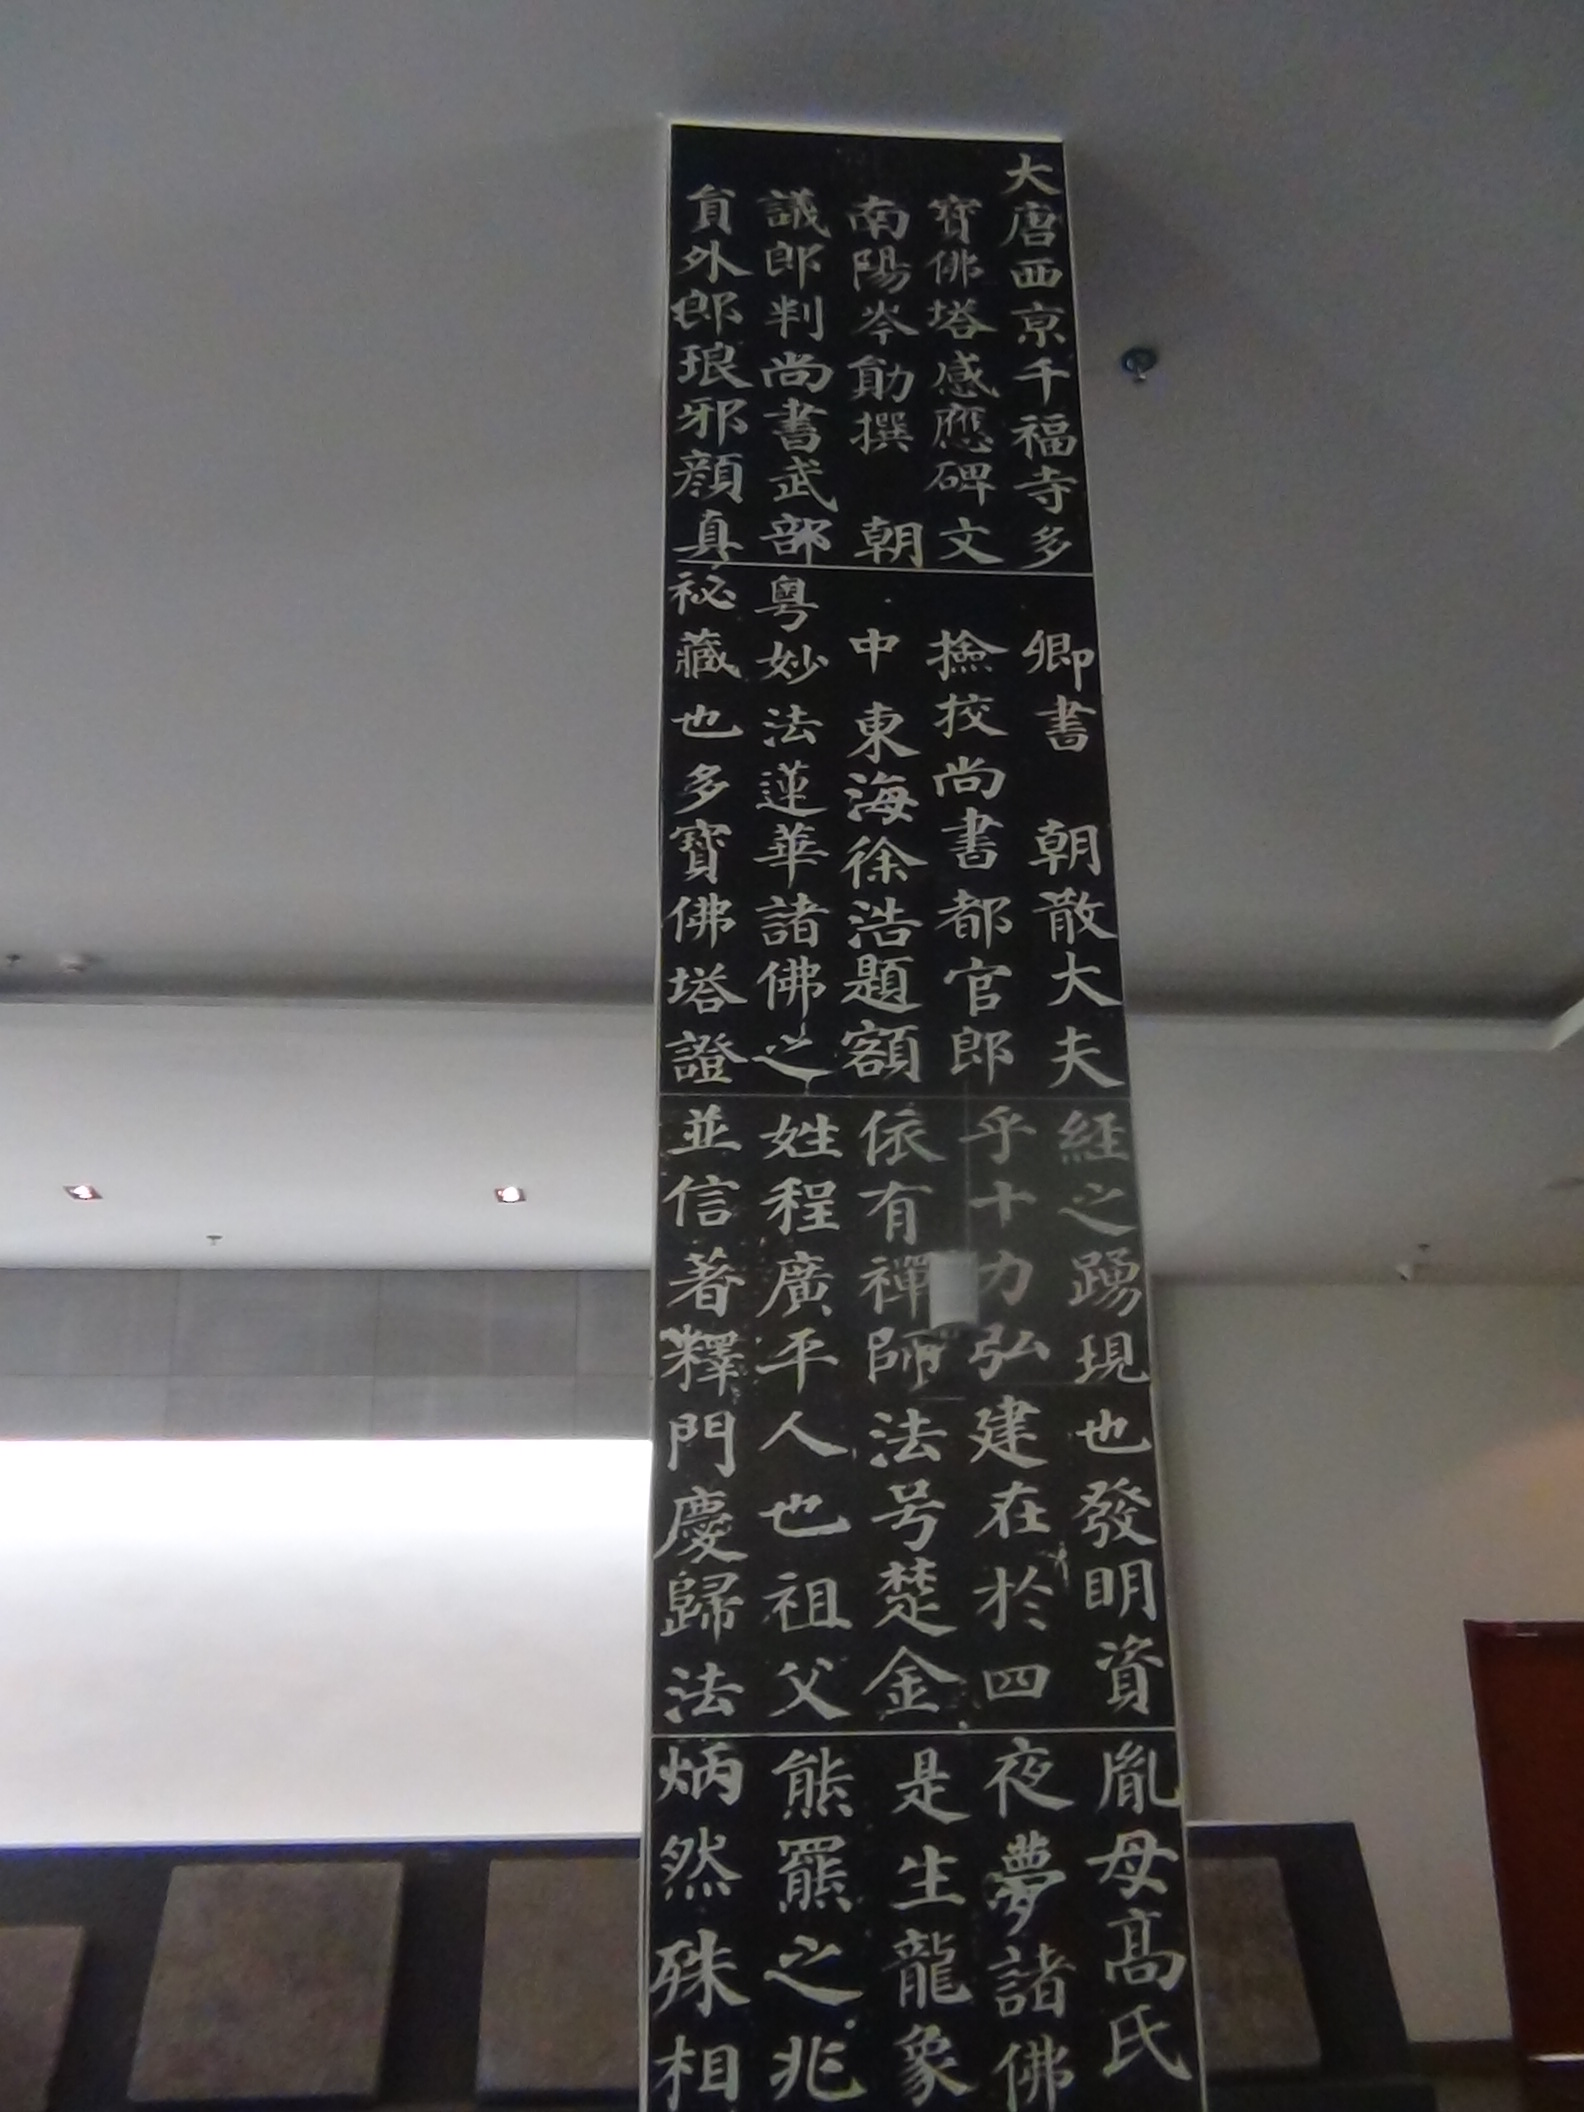 大唐西京千福寺多
寶佛塔感應碑文
南陽岑勛撰 朝
議郎判尚書武部
貟外郎琅邪顏真
卿書 朝散大夫
撿挍尚書都官郎
中東海徐浩題額
粵妙法蓮華諸佛之
祕藏也多寶佛塔證
經之踴現也發明資
乎十力弘建在於四
依有禪師法号楚金
姓程廣平人也祖父
並信著釋門慶歸法
胤母高氏
夜夢諸佛
是生龍象
熊羆之兆
炳然殊相